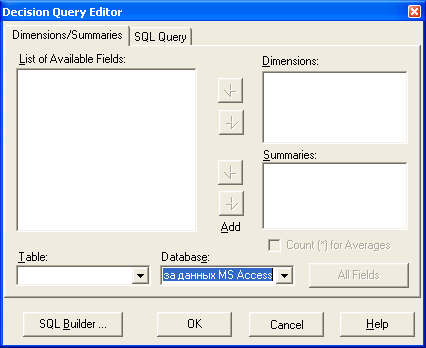 Decision Query Editor
Dimensions/Summaries SQL Query
List of Available Fields:
Dimensions:
Summaries:
Add
Count (*) for Averages
Table:
Database:
за данных MS Access
All Fields
SQL Builder ...
OK
Cancel
Help